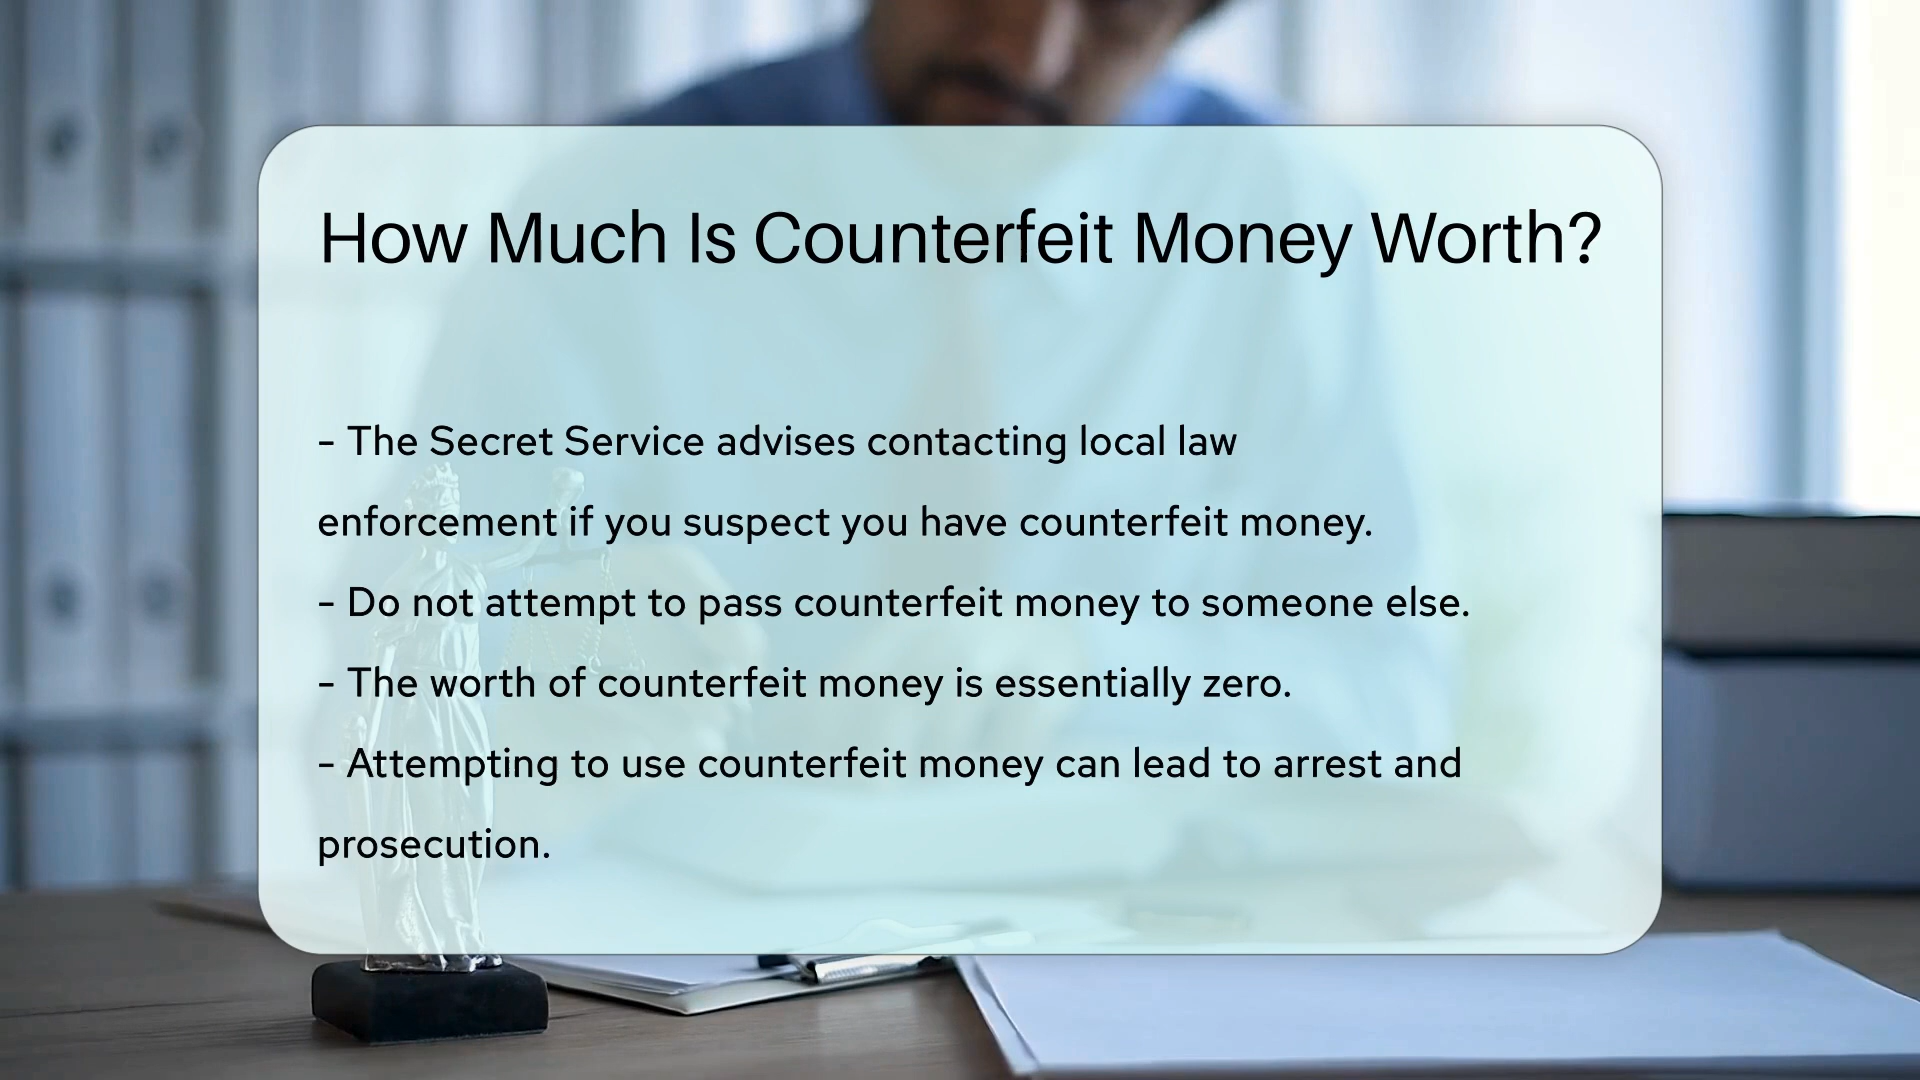 How Much Is Counterfeit Money Worth?
- The Secret Service advises contacting local law
enforcement if you suspect you have counterfeit money.
- Do not attempt to pass counterfeit money to someone else.
- The worth of counterfeit money is essentially zero.
- Attempting to use counterfeit money can lead to arrest and
prosecution.